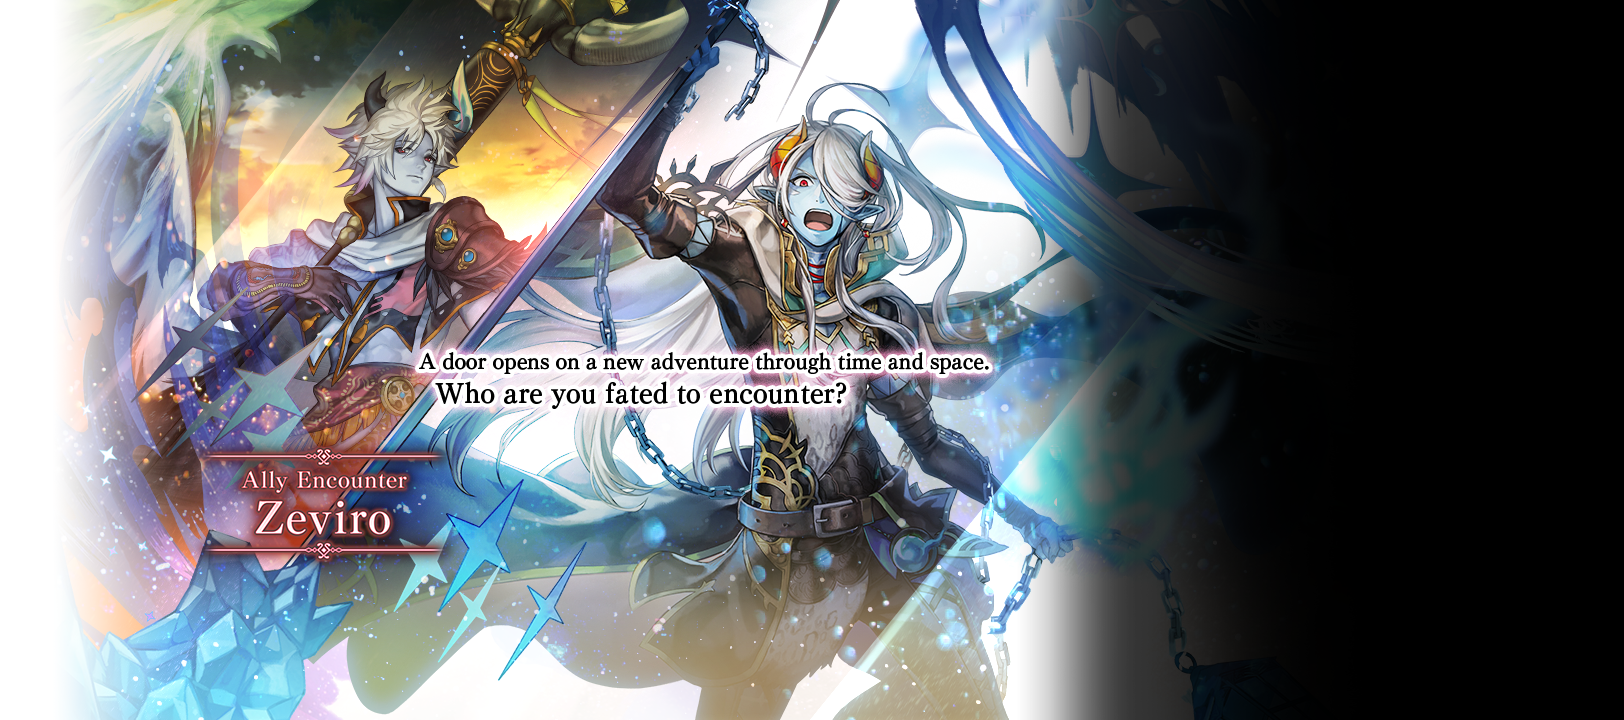 A door opens on a new adventure through time and space.
Who are you fated to encounter?
Ally Encounter
Zeviro